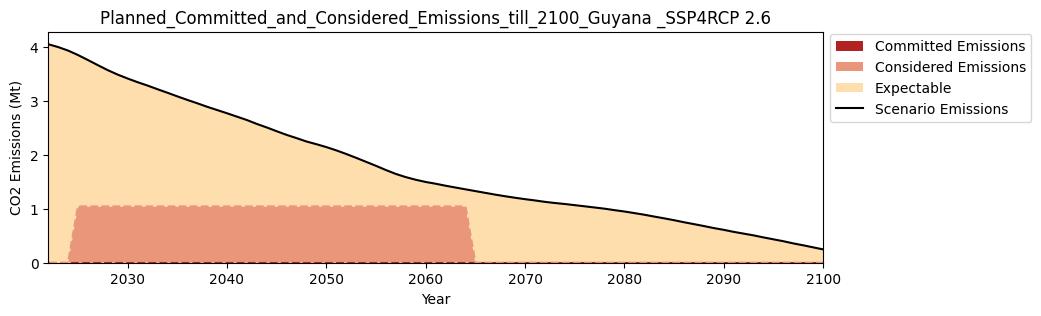 Planned_Committed_and_Considered_Emissions_till_2100_Guyana _SSP4RCP 2.6
CO2 Emissions (Mt)
4
3
2
1
0
2030 2040 2050 2060 2070 2080 2090 2100
Year
Committed Emissions
Considered Emissions
Expectable
Scenario Emissions